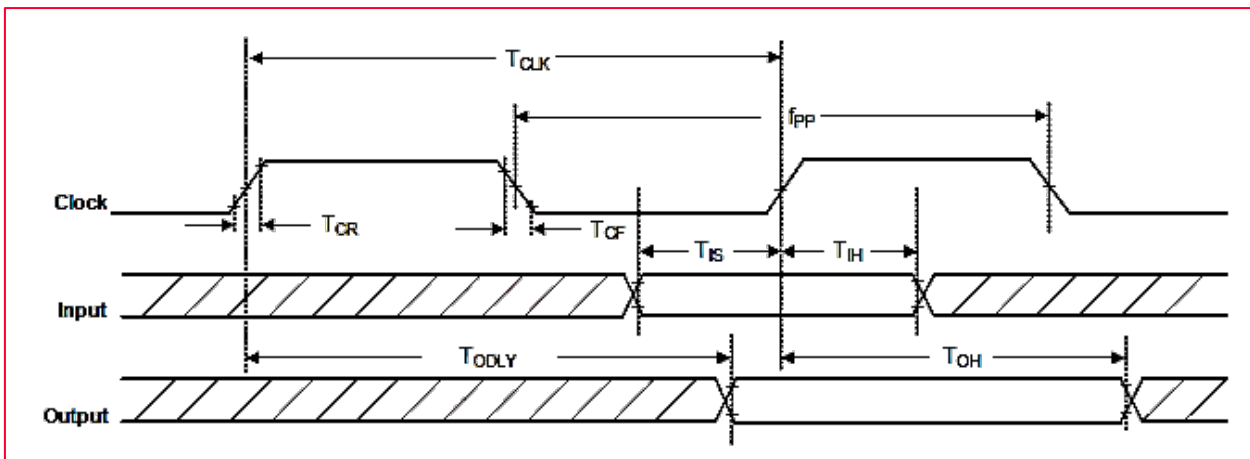 TCLK
fPP
Clock
TCR
TCF
TIS
TIH
Input
TODLY
TOH
Output